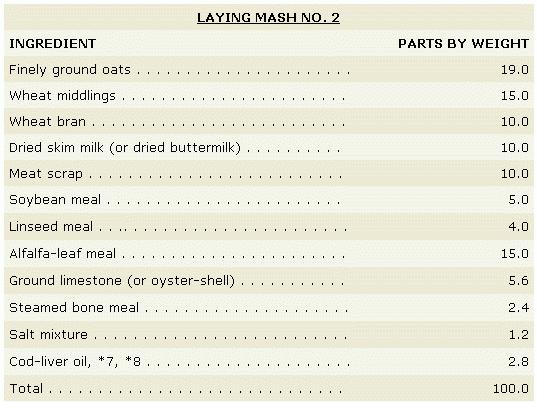 LAYING MASH NO. 2
INGREDIENT PARTS BY WEIGHT
Finely ground oats . . . . . . . . . . . . . . . . . . . . . . 19.0
Wheat middlings . . . . . . . . . . . . . . . . . . . . . . . 15.0
Wheat bran . . . . . . . . . . . . . . . . . . . . . . . . . . 10.0
Dried skim milk (or dried buttermilk) . . . . . . . . . . 10.0
Meat scrap . . . . . . . . . . . . . . . . . . . . . . . . . . 10.0
Soybean meal . . . . . . . . . . . . . . . . . . . . . . . . 5.0
Linseed meal . . . .. . . . . . . . . . . . . . . . . . . . . . . 4.0
Alfalfa-leaf meal . . . . . . . . . . . . . . . . . . . . . . . 15.0
Ground limestone (or oyster-shell) . . . . . . . . . . . 5.6
Steamed bone meal . . . . . . . . . . . . . . . . . . . . . 2.4
Salt mixture . . . . . . . . . . . . . . . . . . . . . . . . . . 1.2
Cod-liver oil, *7, *8 . . . . . . . . . . . . . . . . . . . . . 2.8
Total . . . . . . . . . . . . . . . . . . . . . . . . . . . . . . 100.0